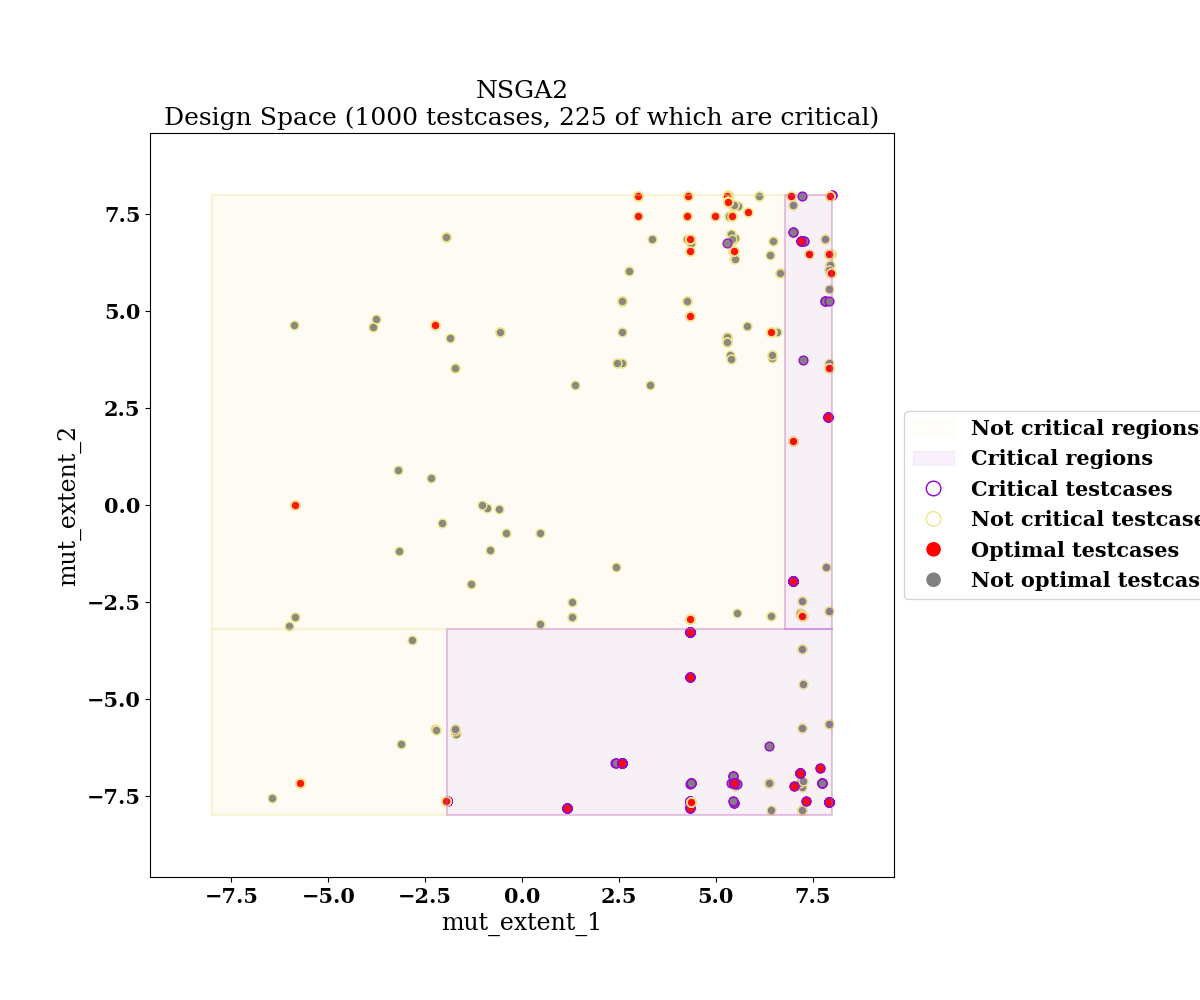 NSGA2
Design Space (1000 testcases, 225 of which are critical)
mut_extent_2
7.5
5.0
2.5
0.0
−2.5
−5.0
−7.5
−7.5 −5.0 −2.5 0.0 2.5 5.0 7.5
mut_extent_1
Not critical regions
Critical regions
Critical testcases
Not critical testcase
Optimal testcases
Not optimal testcas